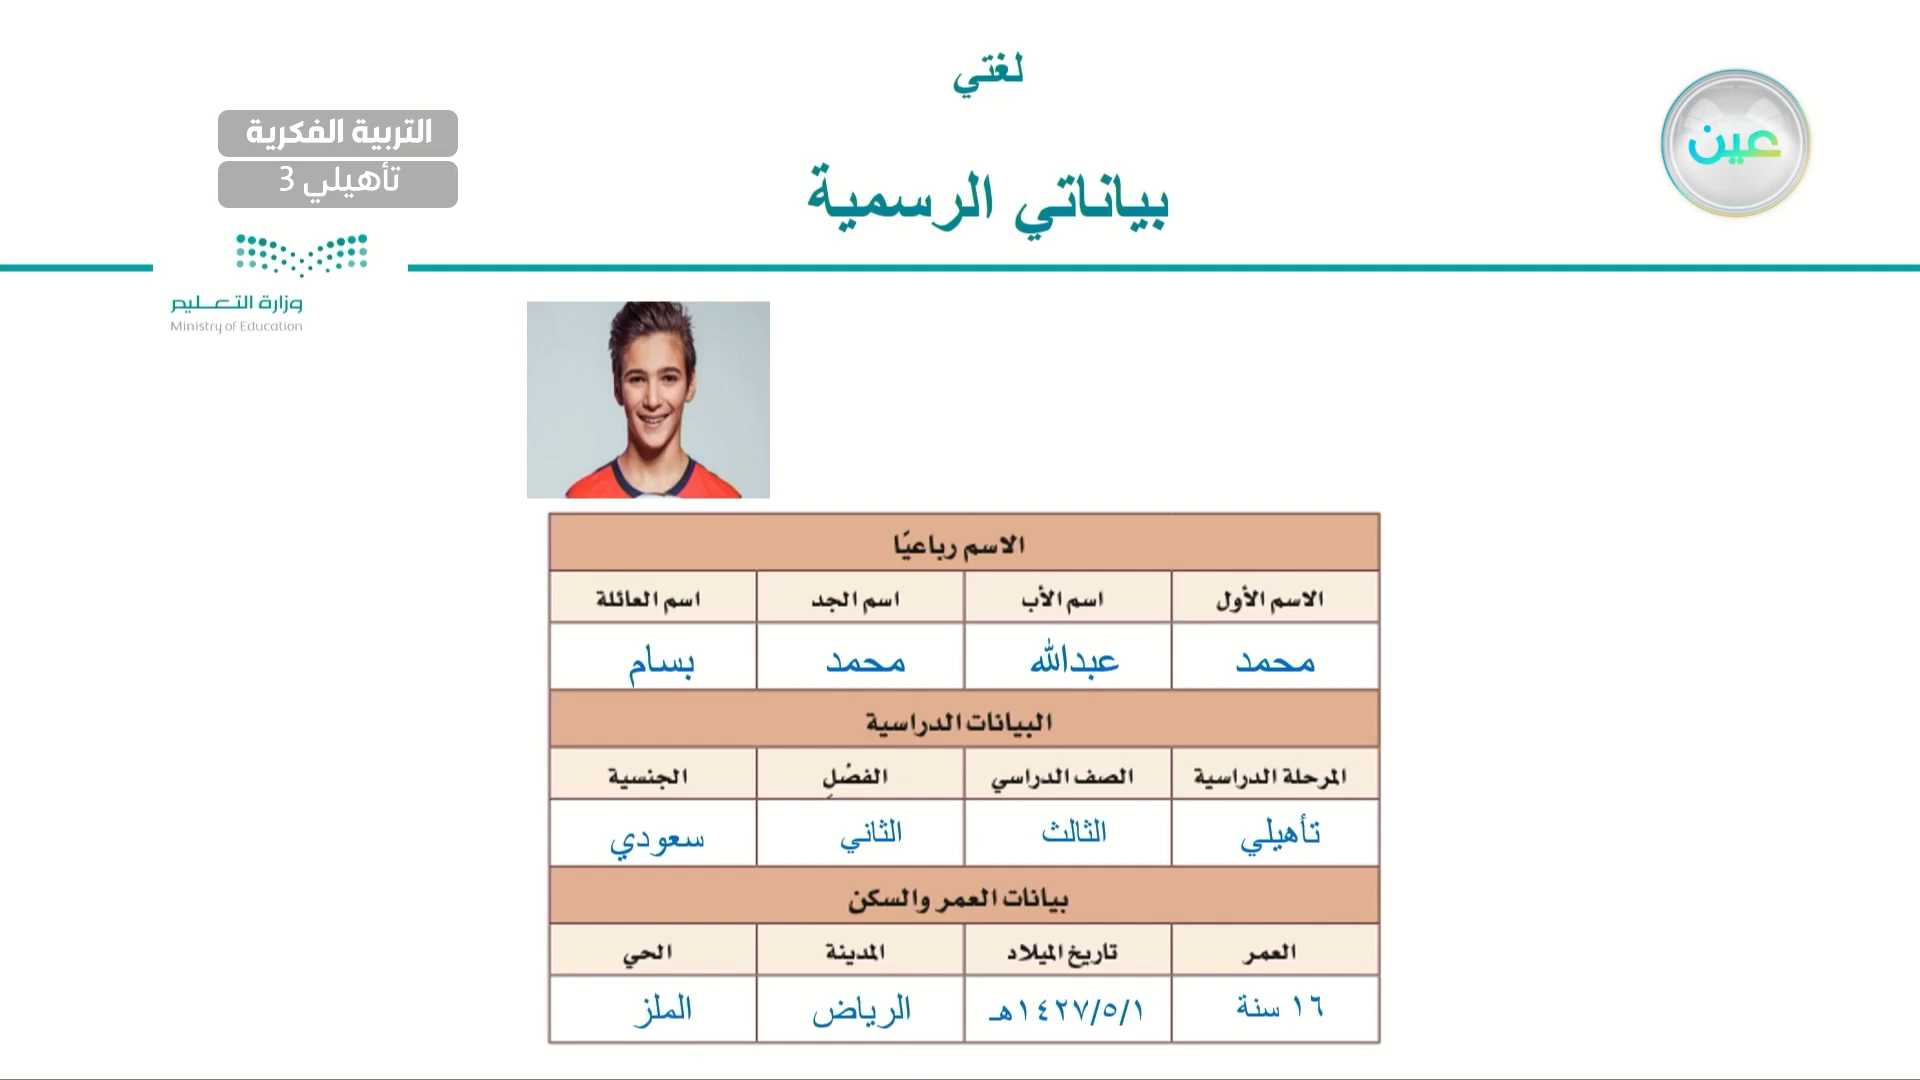 لغتي
عين
التربية الفكرية
تأهيلي 3
بياناتي الرسمية
وزارة التعليم
Ministry of Education
الاسم رباعيًا
الاسم الأول اسم الأب اسم الجد اسم العائلة
محمد عبدالله محمد بسام
البيانات الدراسية
المرحلة الدراسية الصف الدراسي الفصْلِ الجنسية
تأهيلي الثالث الثاني سعودي
بيانات العمر والسكن
العمر تاريخ الميلاد المدينة الحي
١٦ سنة ١٤٢٧/٥/١هـ الرياض الملز